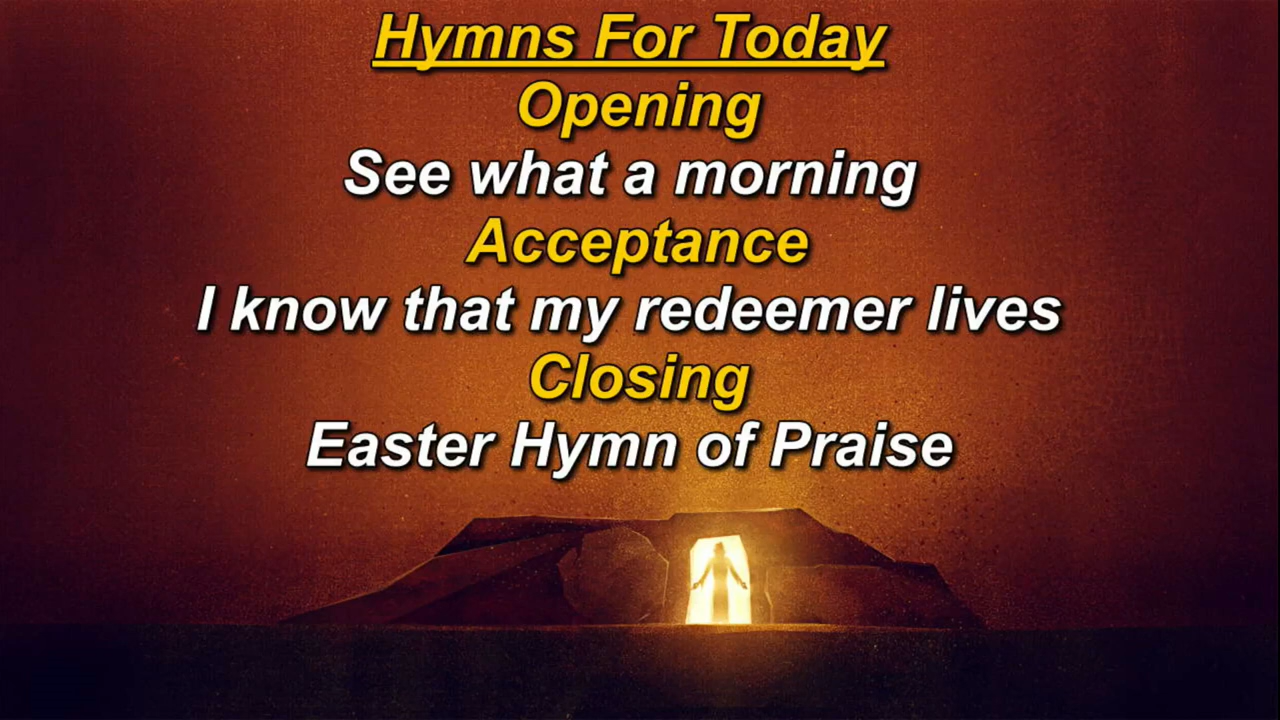 Hymns For Today
Opening
See what a morning
Acceptance
I know that my redeemer lives
Closing
Easter Hymn of Praise